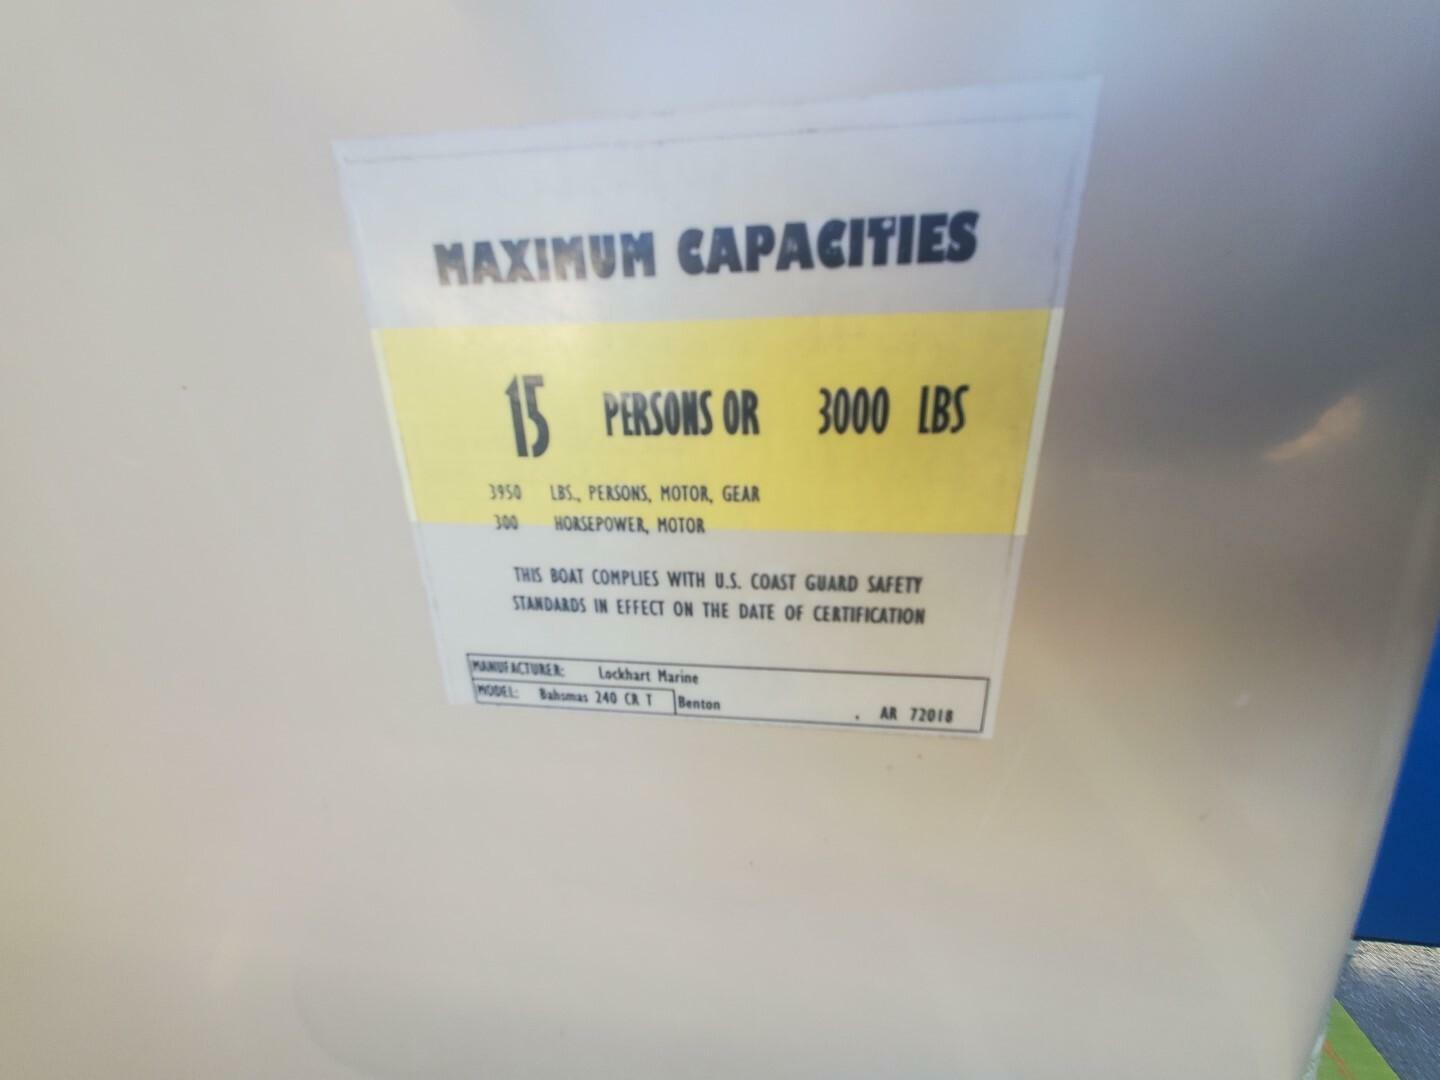 MAXIMUM CAPACITIES
15 PERSONS OR 3000 LBS
3950 LBS., PERSONS, MOTOR, GEAR
300 HORSEPOWER, MOTOR
THIS BOAT COMPLIES WITH U.S. COAST GUARD SAFETY
STANDARDS IN EFFECT ON THE DATE OF CERTIFICATION
MANUFACTURER: Lockhart Marine
MODEL: Bahsmas 240 CR T Benton , AR 72018